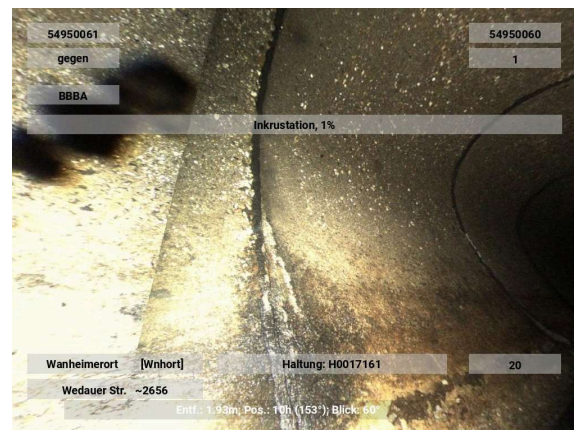 54950061 54950060
gegen 1
BBBA
Inkrustation, 1%
Wanheimerort [Wnhort] Haltung: H0017161 20
Wedauer Str. ~2656
Entf.: 1.93m; Pos.: 10h (153°); Blick: 60°